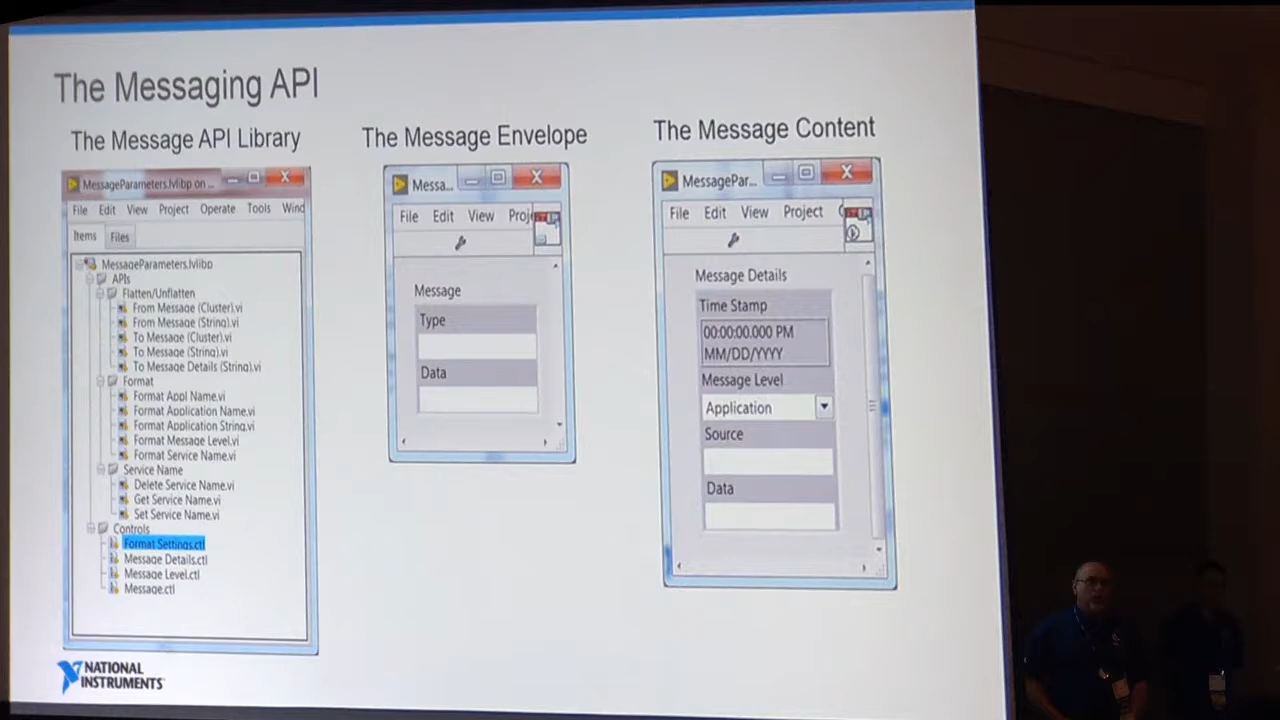 The Messaging API
The Message API Library
MessageParameters.lvlibp on ...
File Edit View Project Operate Tools Wind
Items Files
MessageParameters.lvlibp
APIs
Flatten/Unflatten
From Message (Cluster).vi
From Message (String).vi
To Message (Cluster).vi
To Message (String).vi
To Message Details (String).vi
Format
Format Appl Name.vi
Format Application Name.vi
Format Application String.vi
Format Message Level.vi
Format Service Name.vi
Service Name
Delete Service Name.vi
Get Service Name.vi
Set Service Name.vi
Controls
Format Settings.ctl
Message Details.ctl
Message Level.ctl
Message.ctl
The Message Envelope
Messa...
File Edit View Proj
Message
Type
Data
The Message Content
MessagePar...
File Edit View Project
Message Details
Time Stamp
00:00:00.000 PM
MM/DD/YYYY
Message Level
Application
Source
Data
NATIONAL
INSTRUMENTS